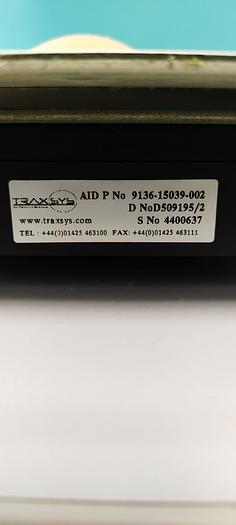 TRAXSYS AID P No 9136-15039-002
D NoD509195/2
www.traxsys.com S No 4400637
TEL : +44(0)01425 463100 FAX: +44(0)01425 463111